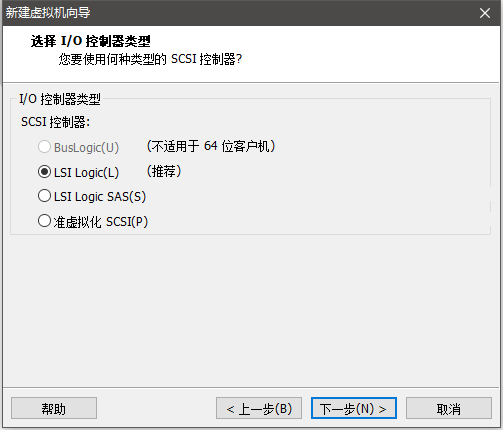 新建虚拟机向导
选择 I/O 控制器类型
您要使用何种类型的 SCSI 控制器?
I/O 控制器类型
SCSI 控制器:
BusLogic(U) (不适用于 64 位客户机)
LSI Logic(L) (推荐)
LSI Logic SAS(S)
准虚拟化 SCSI(P)
帮助 < 上一步(B) 下一步(N) > 取消